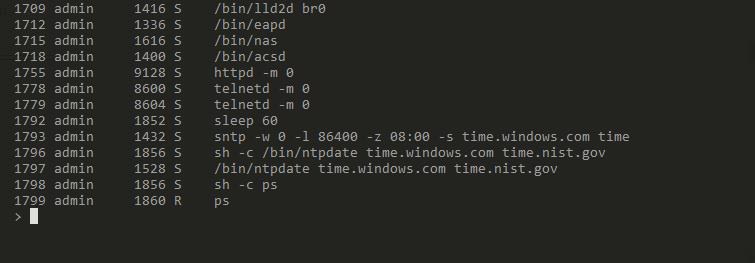 1709 admin      1416 S    /bin/lld2d br0
1712 admin      1336 S    /bin/eapd
1715 admin      1616 S    /bin/nas
1718 admin      1400 S    /bin/acsd
1755 admin      9128 S    httpd -m 0
1778 admin      8600 S    telnetd -m 0
1779 admin      8604 S    telnetd -m 0
1792 admin      1852 S    sleep 60
1793 admin      1432 S    sntp -w 0 -l 86400 -z 08:00 -s time.windows.com time
1796 admin      1856 S    sh -c /bin/ntpdate time.windows.com time.nist.gov
1797 admin      1528 S    /bin/ntpdate time.windows.com time.nist.gov
1798 admin      1856 S    sh -c ps
1799 admin      1860 R    ps
>